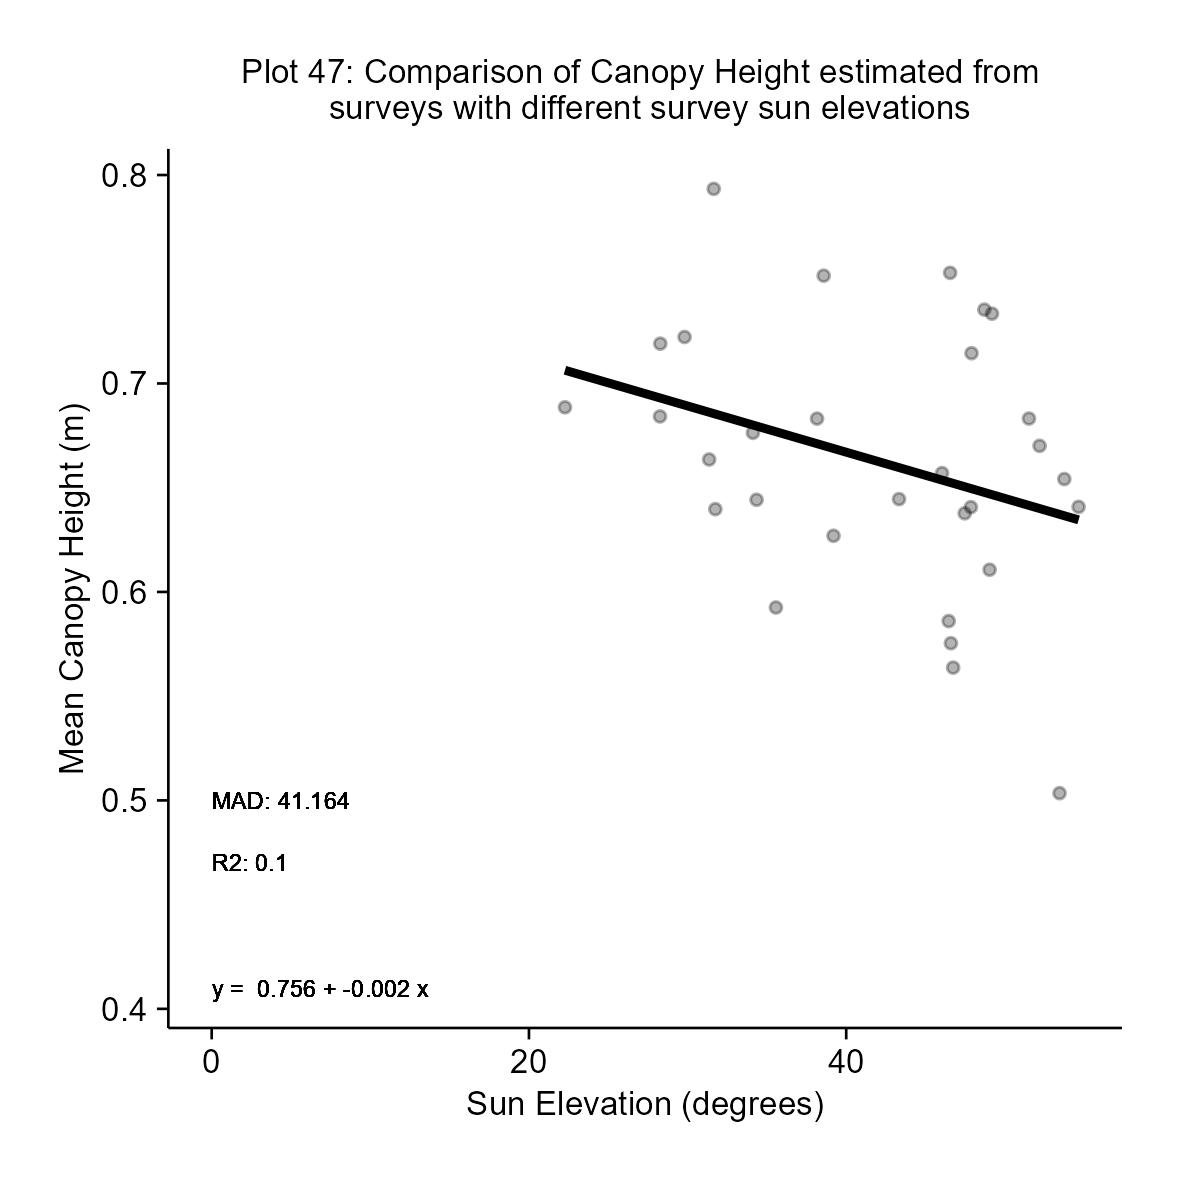 Plot 47: Comparison of Canopy Height estimated from
surveys with different survey sun elevations
0.8
0.7
0.6
0.5
0.4
Mean Canopy Height (m)
MAD: 41.164
R2: 0.1
y =  0.756 + -0.002 x
0
20
40
Sun Elevation (degrees)